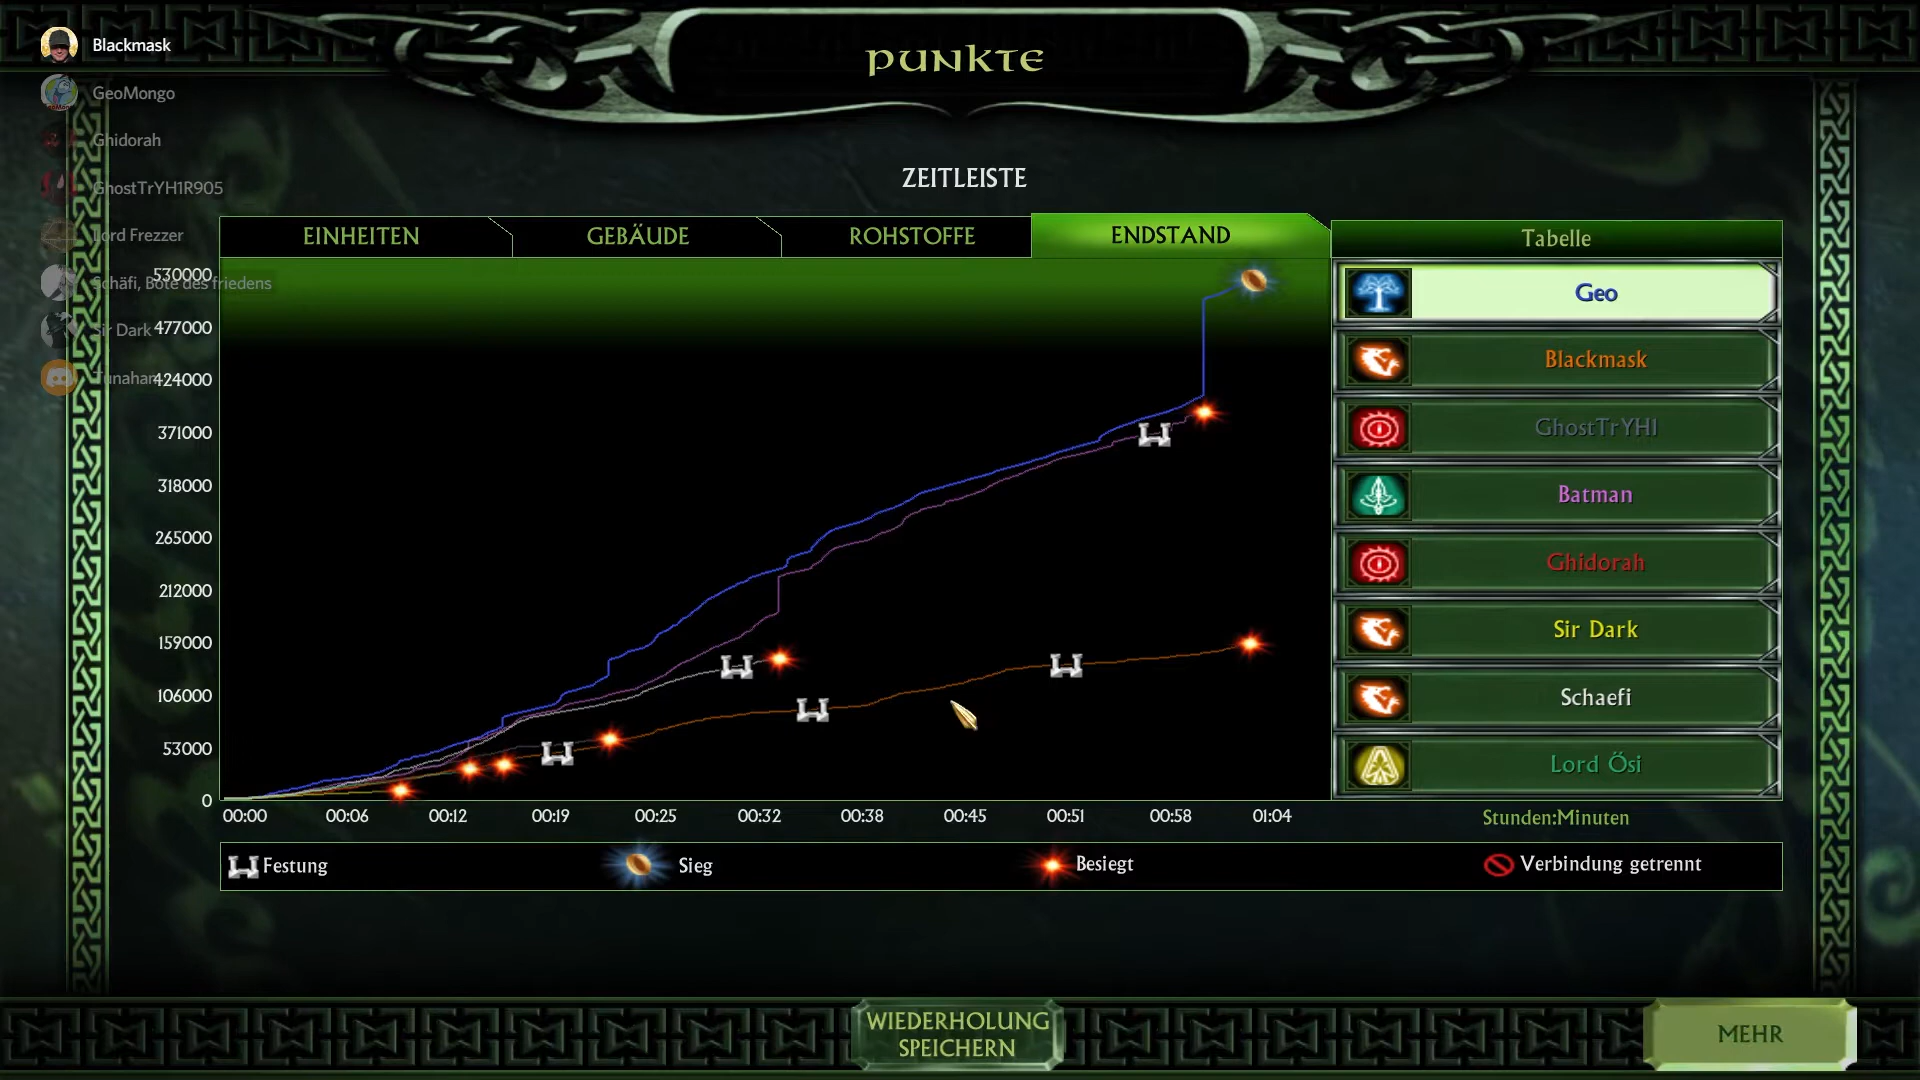 PUNKTE
Blackmask
GeoMongo
Ghidorah
GhostTrYH1R905
Lord Frezzer
Schäfi, Bote des friedens
Sir Dark
Tunahan
ZEITLEISTE
EINHEITEN
GEBÄUDE
ROHSTOFFE
ENDSTAND
Tabelle
530000
477000
424000
371000
318000
265000
212000
159000
106000
53000
0
00:00
00:06
00:12
00:19
00:25
00:32
00:38
00:45
00:51
00:58
01:04
Geo
Blackmask
GhostTrYH1
Batman
Ghidorah
Sir Dark
Schaefi
Lord Ösi
Stunden:Minuten
Festung
Sieg
Besiegt
Verbindung getrennt
WIEDERHOLUNG
SPEICHERN
MEHR